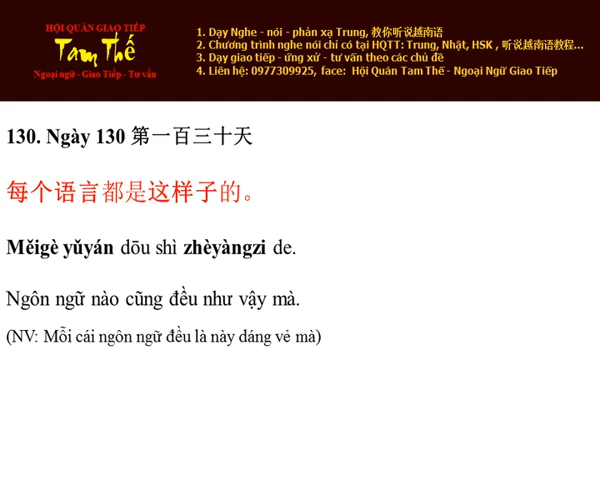 HỘI QUÁN GIAO TIẾP
Tam Thế
Ngoại ngữ - Giao Tiếp - Tư vấn
1. Dạy Nghe - nói - phản xạ Trung, 教你听说越南语
2. Chương trình nghe nói chỉ có tại HQTT: Trung, Nhật, HSK , 听说越南语教程...
3. Dạy giao tiếp - ứng xử - tư vấn theo các chủ đề
4. Liên hệ: 0977309925, face: Hội Quán Tam Thế - Ngoại Ngữ Giao Tiếp
130. Ngày 130 第一百三十天
每个语言都是这样子的。
Měigè yǔyán dōu shì zhèyàngzi de.
Ngôn ngữ nào cũng đều như vậy mà.
(NV: Mỗi cái ngôn ngữ đều là này dáng vẻ mà)